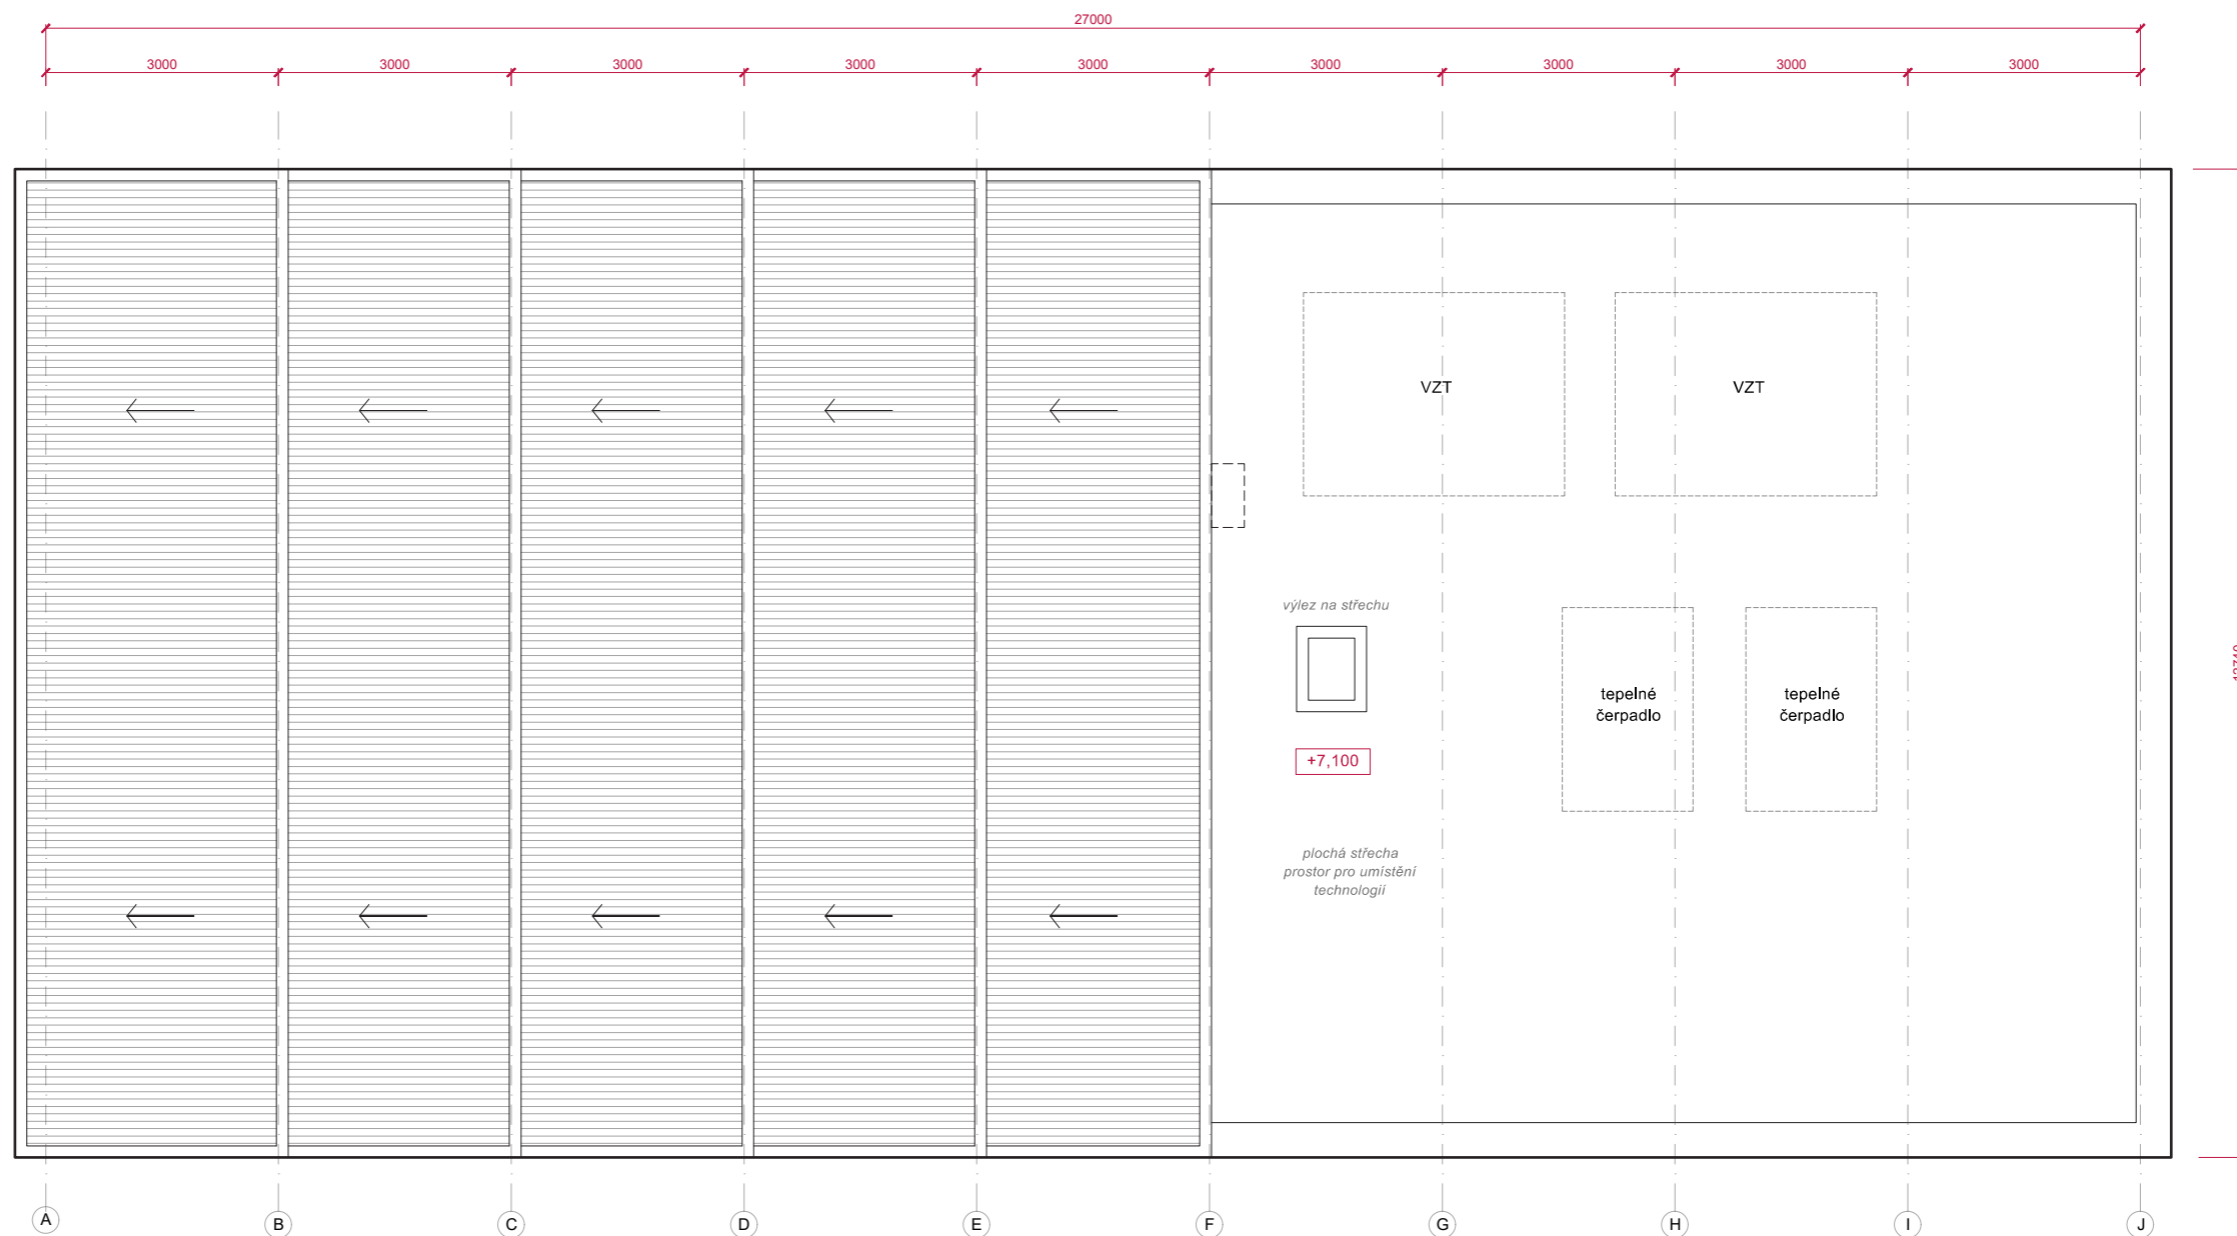 27000
3000 3000 3000 3000 3000 3000 3000 3000 3000
VZT VZT
výlez na střechu
tepelné
čerpadlo
tepelné
čerpadlo
+7,100
plochá střecha
prostor pro umístění
technologií
A B C D E F G H I J